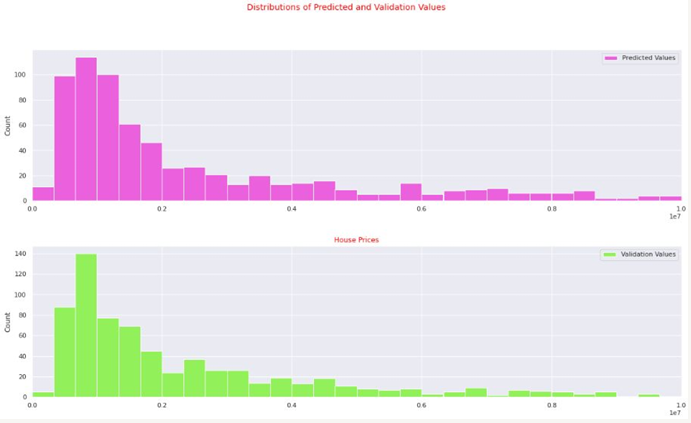 Distributions of Predicted and Validation Values
Predicted Values
Count
100
80
60
40
20
0
0.0 0.2 0.4 0.6 0.8 1.0
1e7
House Prices
Validation Values
Count
140
120
100
80
60
40
20
0
0.0 0.2 0.4 0.6 0.8 1.0
1e7